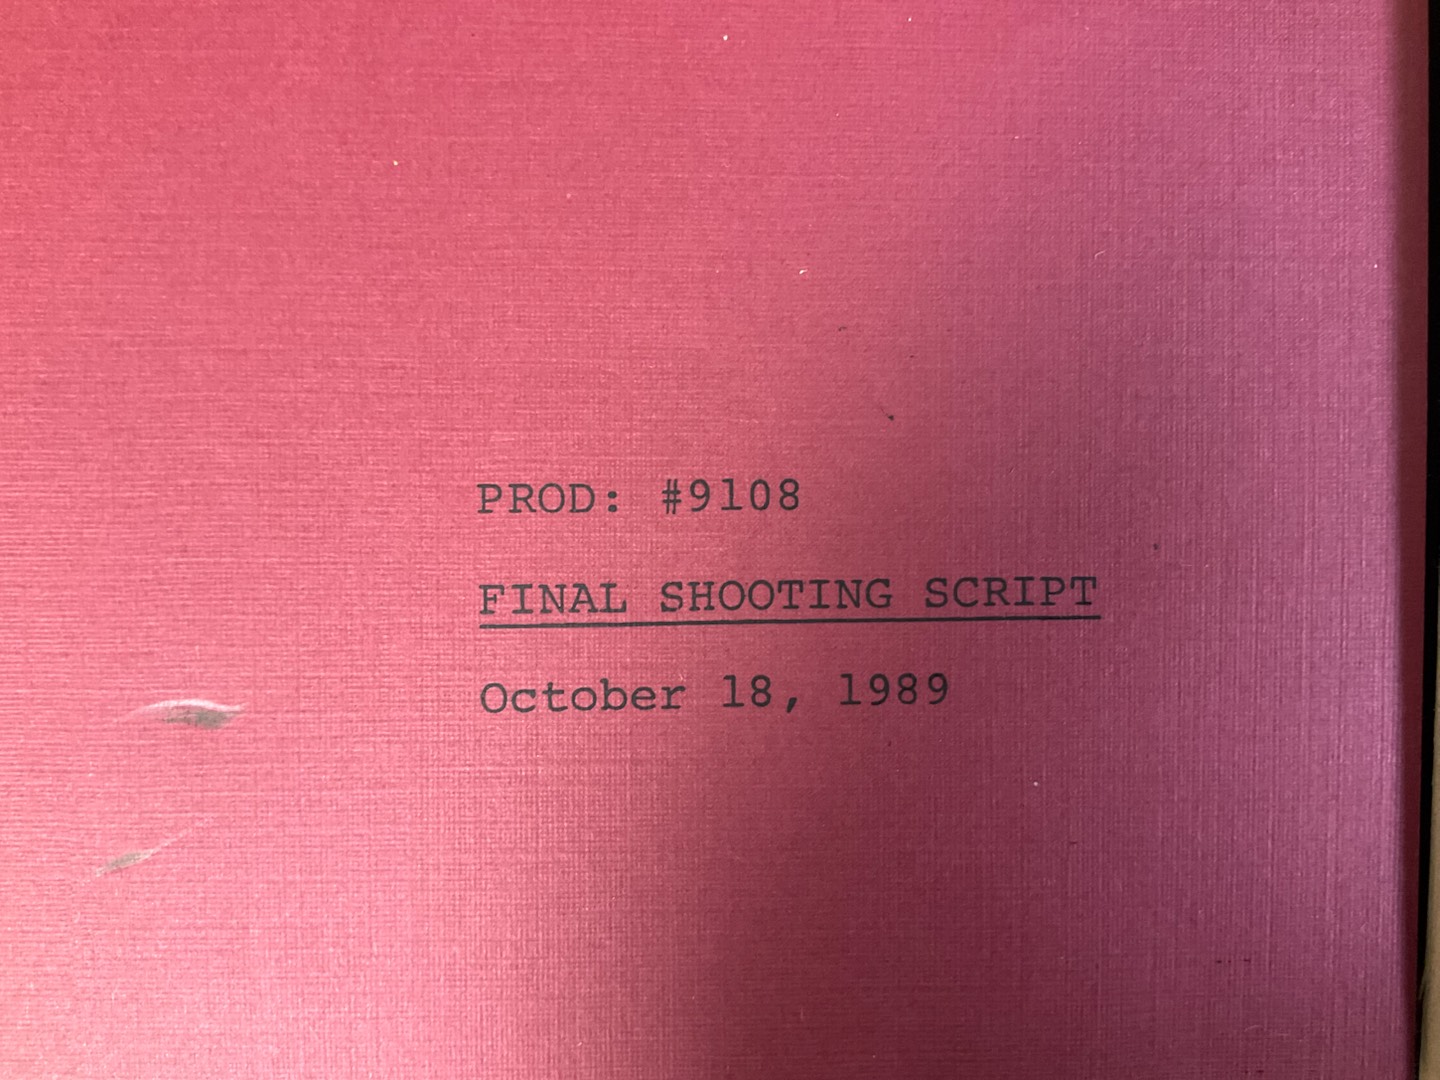 PROD: #9108
FINAL SHOOTING SCRIPT
October 18, 1989